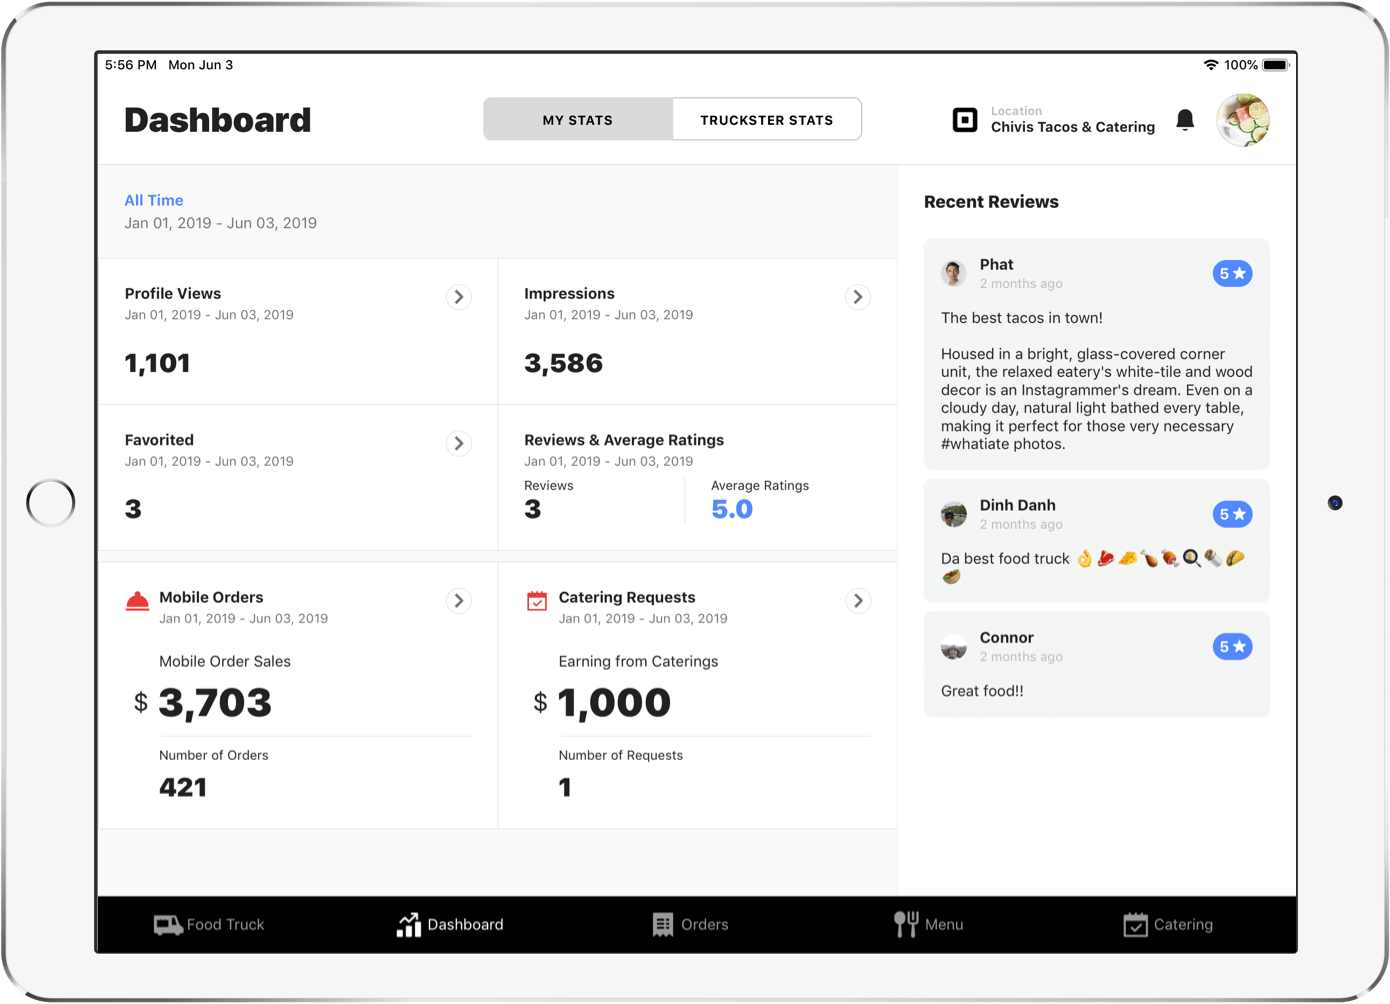 5:56 PM Mon Jun 3
100%
Dashboard
MY STATS
TRUCKSTER STATS
Location
Chivis Tacos & Catering
All Time
Jan 01, 2019 - Jun 03, 2019
Profile Views
Jan 01, 2019 - Jun 03, 2019
1,101
Impressions
Jan 01, 2019 - Jun 03, 2019
3,586
Favorited
Jan 01, 2019 - Jun 03, 2019
3
Reviews & Average Ratings
Jan 01, 2019 - Jun 03, 2019
Reviews
3
Average Ratings
5.0
Mobile Orders
Jan 01, 2019 - Jun 03, 2019
Mobile Order Sales
$ 3,703
Number of Orders
421
Catering Requests
Jan 01, 2019 - Jun 03, 2019
Earning from Caterings
$ 1,000
Number of Requests
1
Recent Reviews
Phat
2 months ago
5 ★
The best tacos in town!
Housed in a bright, glass-covered corner
unit, the relaxed eatery's white-tile and wood
decor is an Instagrammer's dream. Even on a
cloudy day, natural light bathed every table,
making it perfect for those very necessary
#whatiate photos.
Dinh Danh
2 months ago
5 ★
Da best food truck 👌🥩🧀🍗🍖🍳🌯🌮
🥙
Connor
2 months ago
5 ★
Great food!!
Food Truck
Dashboard
Orders
Menu
Catering